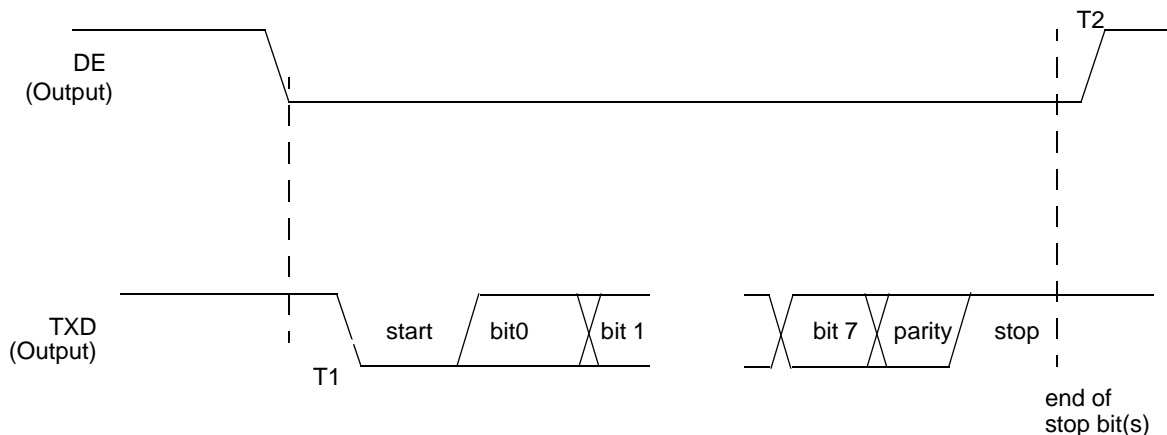 T2
DE
(Output)
TXD
(Output)
start
bit0
bit 1
bit 7
parity
stop
T1
end of
stop bit(s)